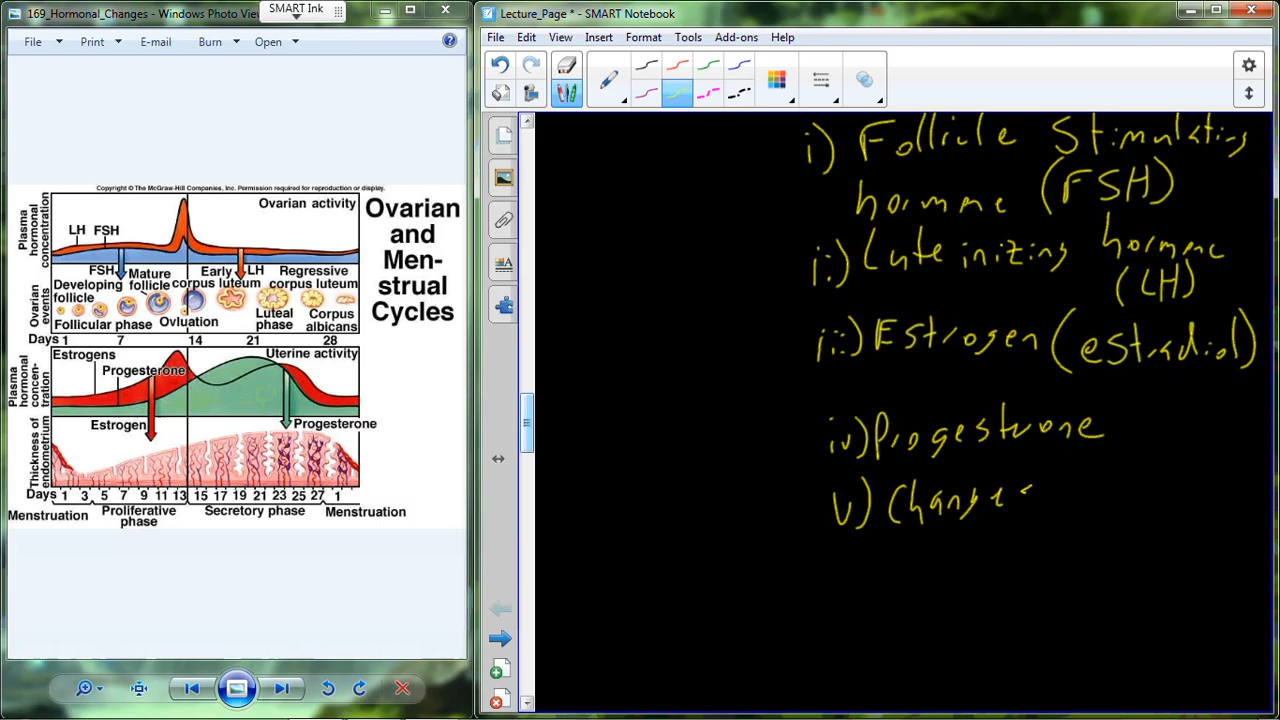 169_Hormonal_Changes - Windows Photo Vie
SMART Ink
File Print E-mail Burn Open
Copyright © The McGraw-Hill Companies, Inc. Permission required for reproduction or display.
Plasma hormonal concentration
LH FSH
Ovarian activity
FSH Mature follicle
Early corpus luteum
LH
Regressive corpus luteum
Ovarian events
Developing follicle
Follicular phase
Ovluation
Luteal phase
Corpus albicans
Days 1 7 14 21 28
Ovarian
and
Men-
strual
Cycles
Plasma hormonal concen-tration
Estrogens
Progesterone
Uterine activity
Estrogen
Progesterone
Thickness of endometrium
Days 1 3 5 7 9 11 13 15 17 19 21 23 25 27 1
Menstruation
Proliferative phase
Secretory phase
Menstruation
Lecture_Page * - SMART Notebook
File Edit View Insert Format Tools Add-ons Help
i) Follicle Stimulating
hormone (FSH)
ii) Luteinizing hormone
(LH)
iii) Estrogen (estradiol)
iv) Progestrone
v) Changes